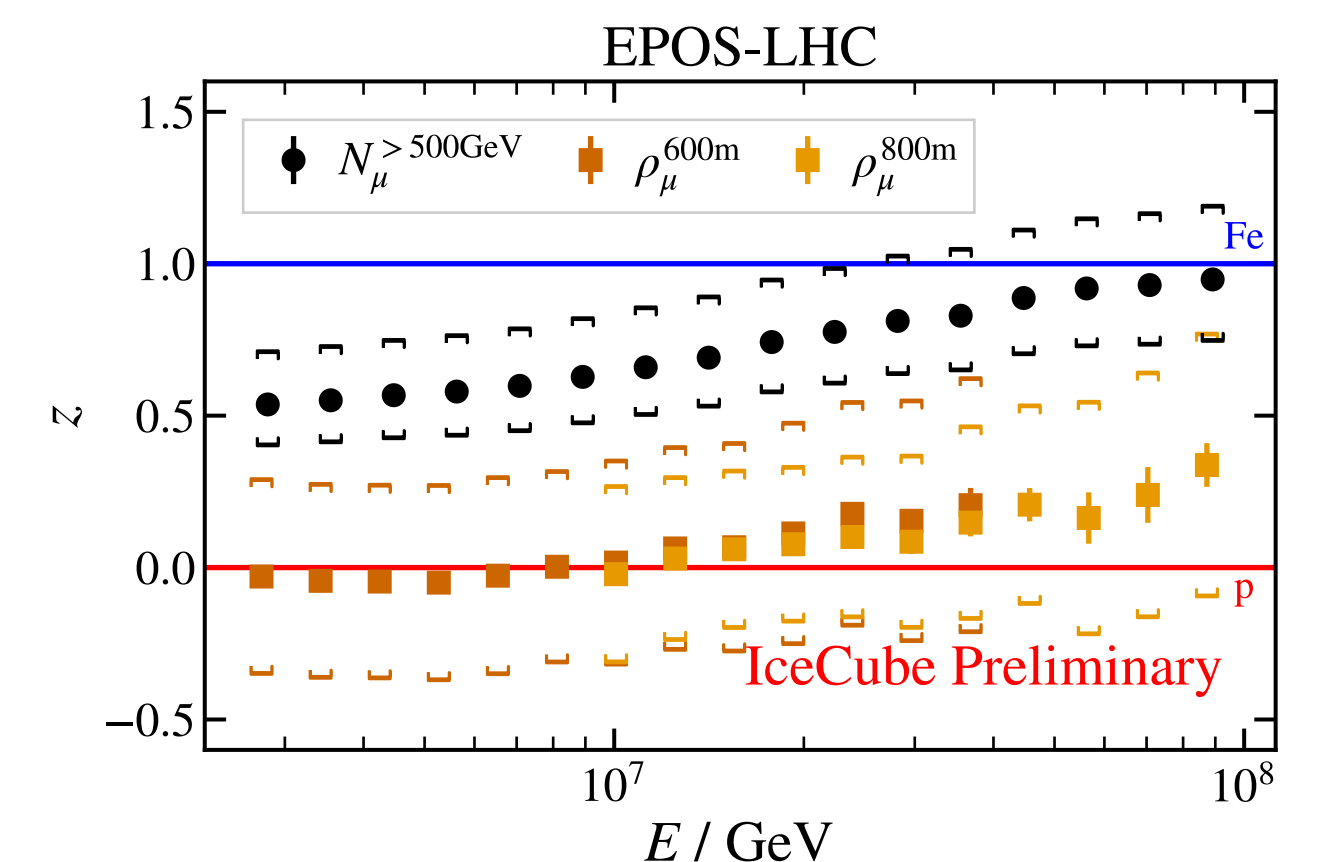 EPOS-LHC
1.5
N_μ^{>500GeV} ρ_μ^{600m} ρ_μ^{800m}
Fe
1.0
z
0.5
0.0
p
IceCube Preliminary
−0.5
10^7 10^8
E / GeV